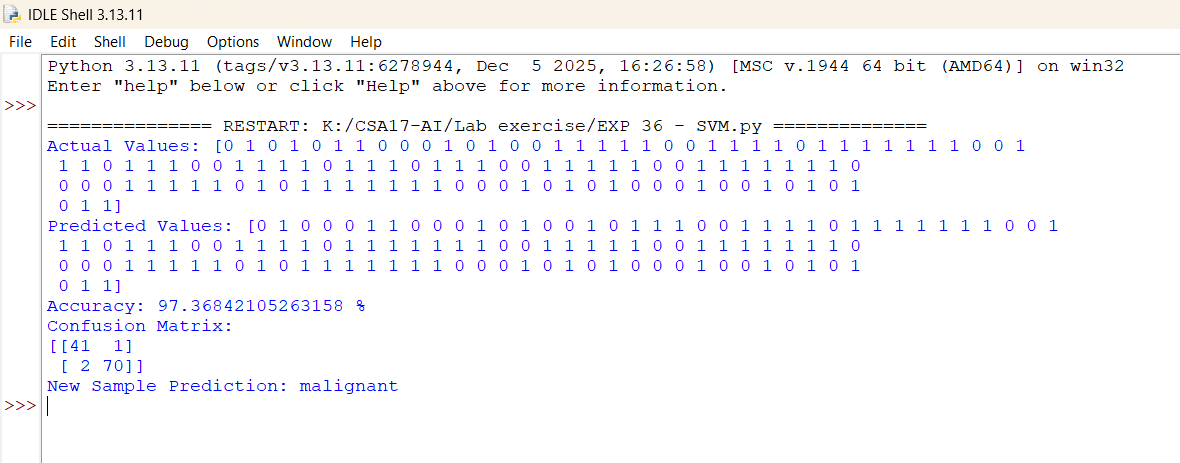 IDLE Shell 3.13.11
File Edit Shell Debug Options Window Help
Python 3.13.11 (tags/v3.13.11:6278944, Dec  5 2025, 16:26:58) [MSC v.1944 64 bit (AMD64)] on win32
Enter "help" below or click "Help" above for more information.
>>>
=============== RESTART: K:/CSA17-AI/Lab exercise/EXP 36 - SVM.py ==============
Actual Values: [0 1 0 1 0 1 1 0 0 0 1 0 1 0 0 1 1 1 1 1 0 0 1 1 1 1 0 1 1 1 1 1 1 1 0 0 1
 1 1 0 1 1 1 0 0 1 1 1 1 0 1 1 1 0 1 1 1 0 0 1 1 1 1 1 0 0 1 1 1 1 1 1 1 0
 0 0 0 1 1 1 1 1 0 1 0 1 1 1 1 1 1 1 0 0 0 1 0 1 0 1 0 0 0 1 0 0 1 0 1 0 1
 0 1 1]
Predicted Values: [0 1 0 0 0 1 1 0 0 0 1 0 1 0 0 1 0 1 1 1 0 0 1 1 1 1 0 1 1 1 1 1 1 1 0 0 1
 1 1 0 1 1 1 0 0 1 1 1 1 0 1 1 1 1 1 1 1 0 0 1 1 1 1 1 0 0 1 1 1 1 1 1 1 0
 0 0 0 1 1 1 1 1 0 1 0 1 1 1 1 1 1 1 0 0 0 1 0 1 0 1 0 0 0 1 0 0 1 0 1 0 1
 0 1 1]
Accuracy: 97.36842105263158 %
Confusion Matrix:
[[41  1]
 [ 2 70]]
New Sample Prediction: malignant
>>>